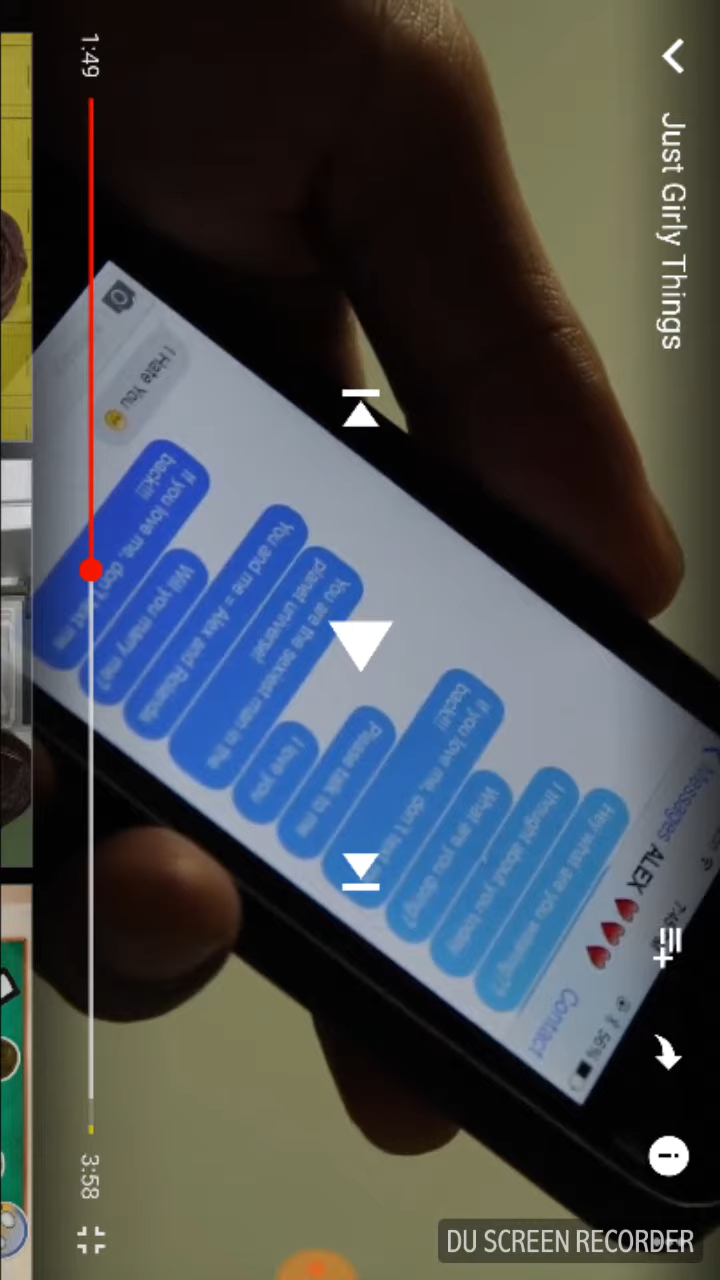 Just Girly Things
Messages ALEX
Contact
56%
Hey what are you wearing??
I thought about you today
What are you doing?
If you love me, don't text me
back!!!
Please talk to me
I love you
You are the sexiest man in the
planet universe!
You and me = Alex and Rolanda
Will you marry me?
If you love me, don't text me
back!!!!
I Hate You
1:49
3:58
DU SCREEN RECORDER